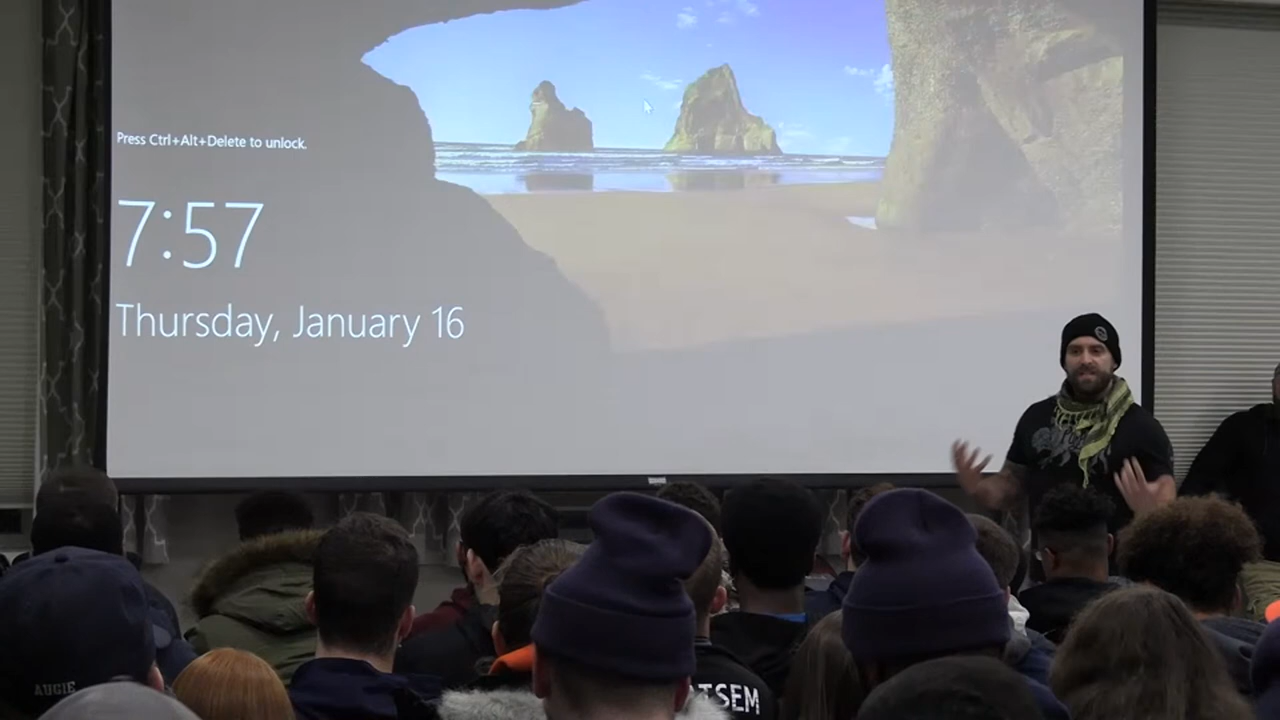 Press Ctrl+Alt+Delete to unlock.
7:57
Thursday, January 16
AUGIE
TSEM